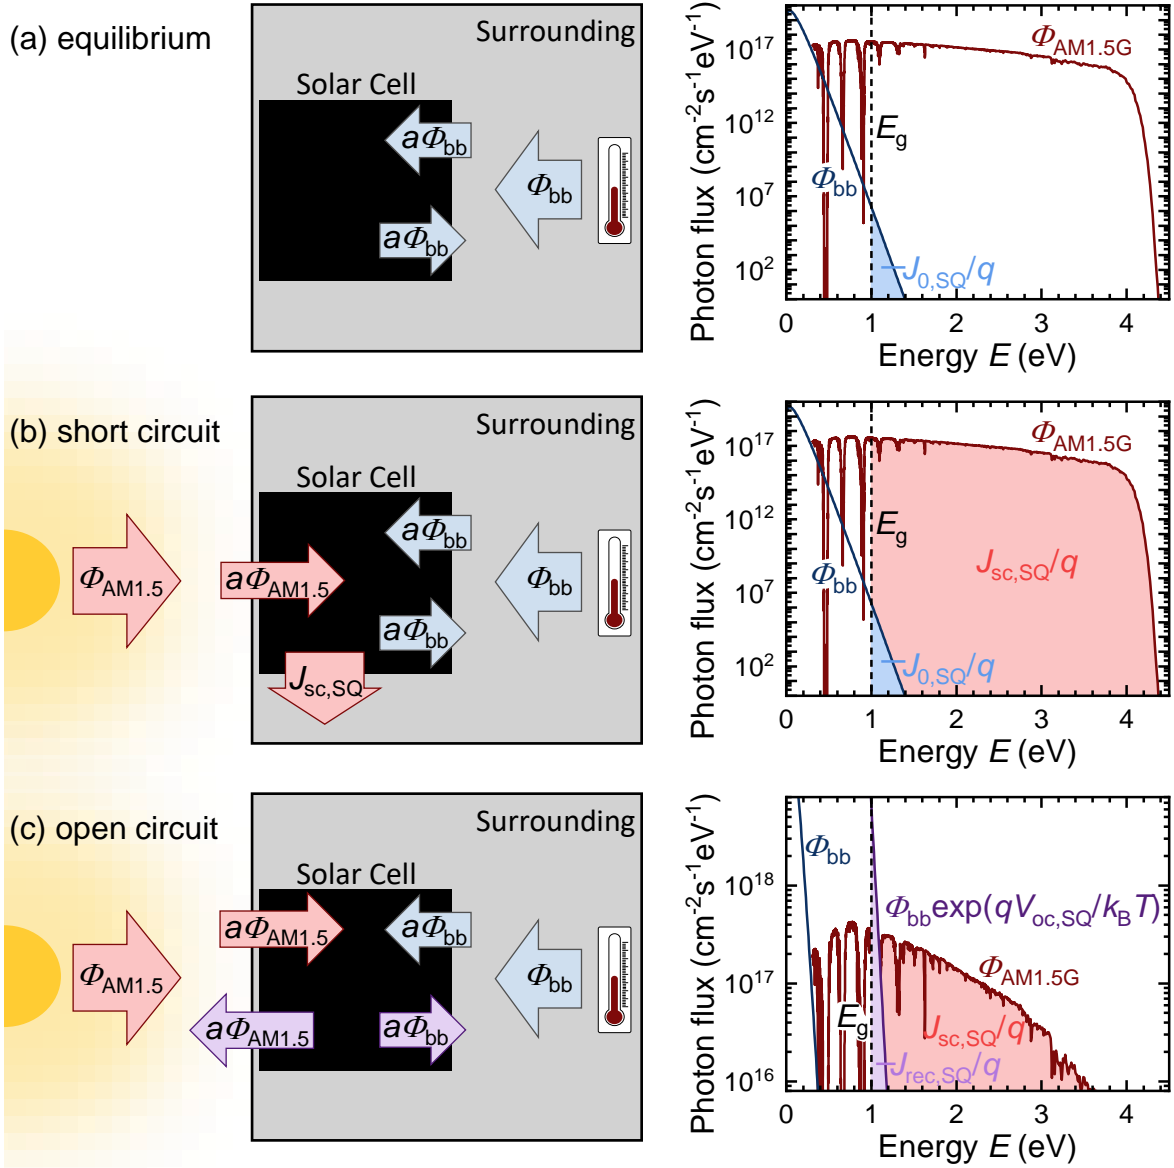 (a) equilibrium
Surrounding
Solar Cell
aΦbb
Φbb
aΦbb
Photon flux (cm⁻²s⁻¹eV⁻¹)
10¹⁷
10¹²
10⁷
10²
ΦAM1.5G
Eg
Φbb
J0,SQ/q
0 1 2 3 4
Energy E (eV)
(b) short circuit
Surrounding
Solar Cell
aΦbb
ΦAM1.5
aΦAM1.5
Φbb
aΦbb
Jsc,SQ
Photon flux (cm⁻²s⁻¹eV⁻¹)
10¹⁷
10¹²
10⁷
10²
ΦAM1.5G
Eg
Jsc,SQ/q
Φbb
J0,SQ/q
0 1 2 3 4
Energy E (eV)
(c) open circuit
Surrounding
Solar Cell
aΦAM1.5
aΦbb
ΦAM1.5
Φbb
aΦAM1.5
aΦbb
Photon flux (cm⁻²s⁻¹eV⁻¹)
10¹⁸
10¹⁷
10¹⁶
Φbb
Φbbexp(qVoc,SQ/kBT)
ΦAM1.5G
Eg
Jsc,SQ/q
Jrec,SQ/q
0 1 2 3 4
Energy E (eV)